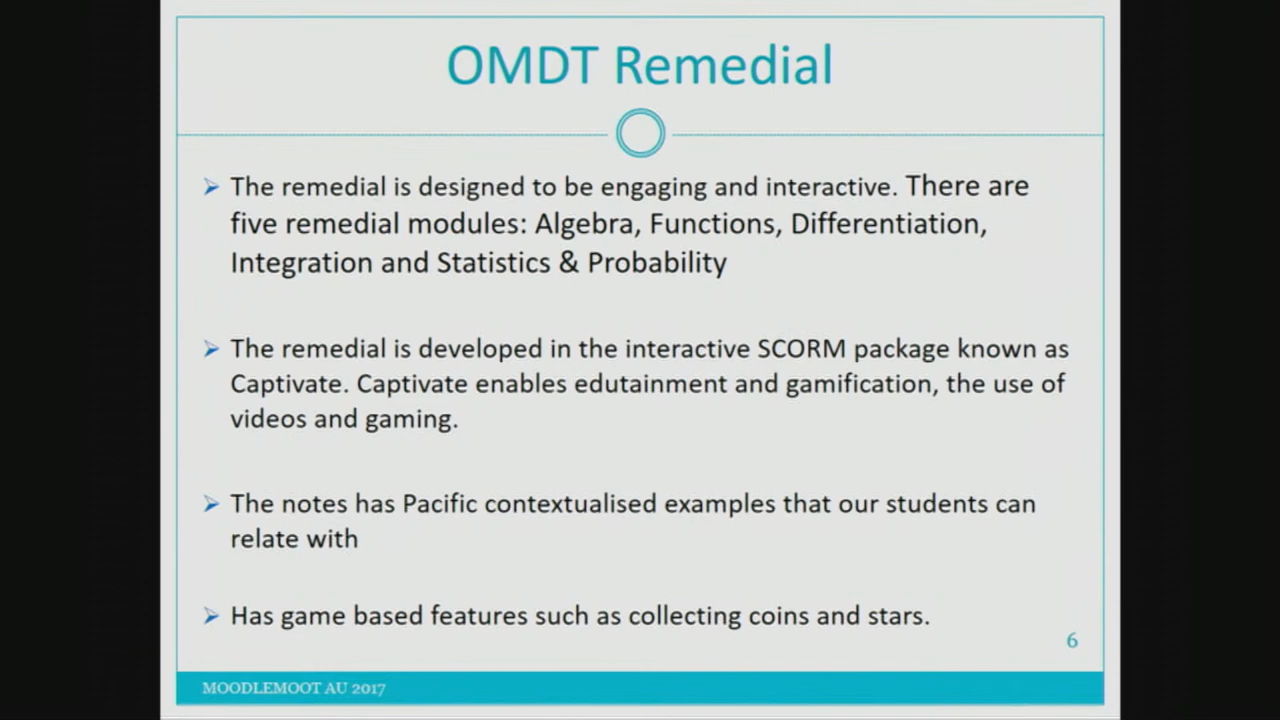 OMDT Remedial
The remedial is designed to be engaging and interactive. There are
five remedial modules: Algebra, Functions, Differentiation,
Integration and Statistics & Probability
The remedial is developed in the interactive SCORM package known as
Captivate. Captivate enables edutainment and gamification, the use of
videos and gaming.
The notes has Pacific contextualised examples that our students can
relate with
Has game based features such as collecting coins and stars.
6
MOODLEMOOT AU 2017